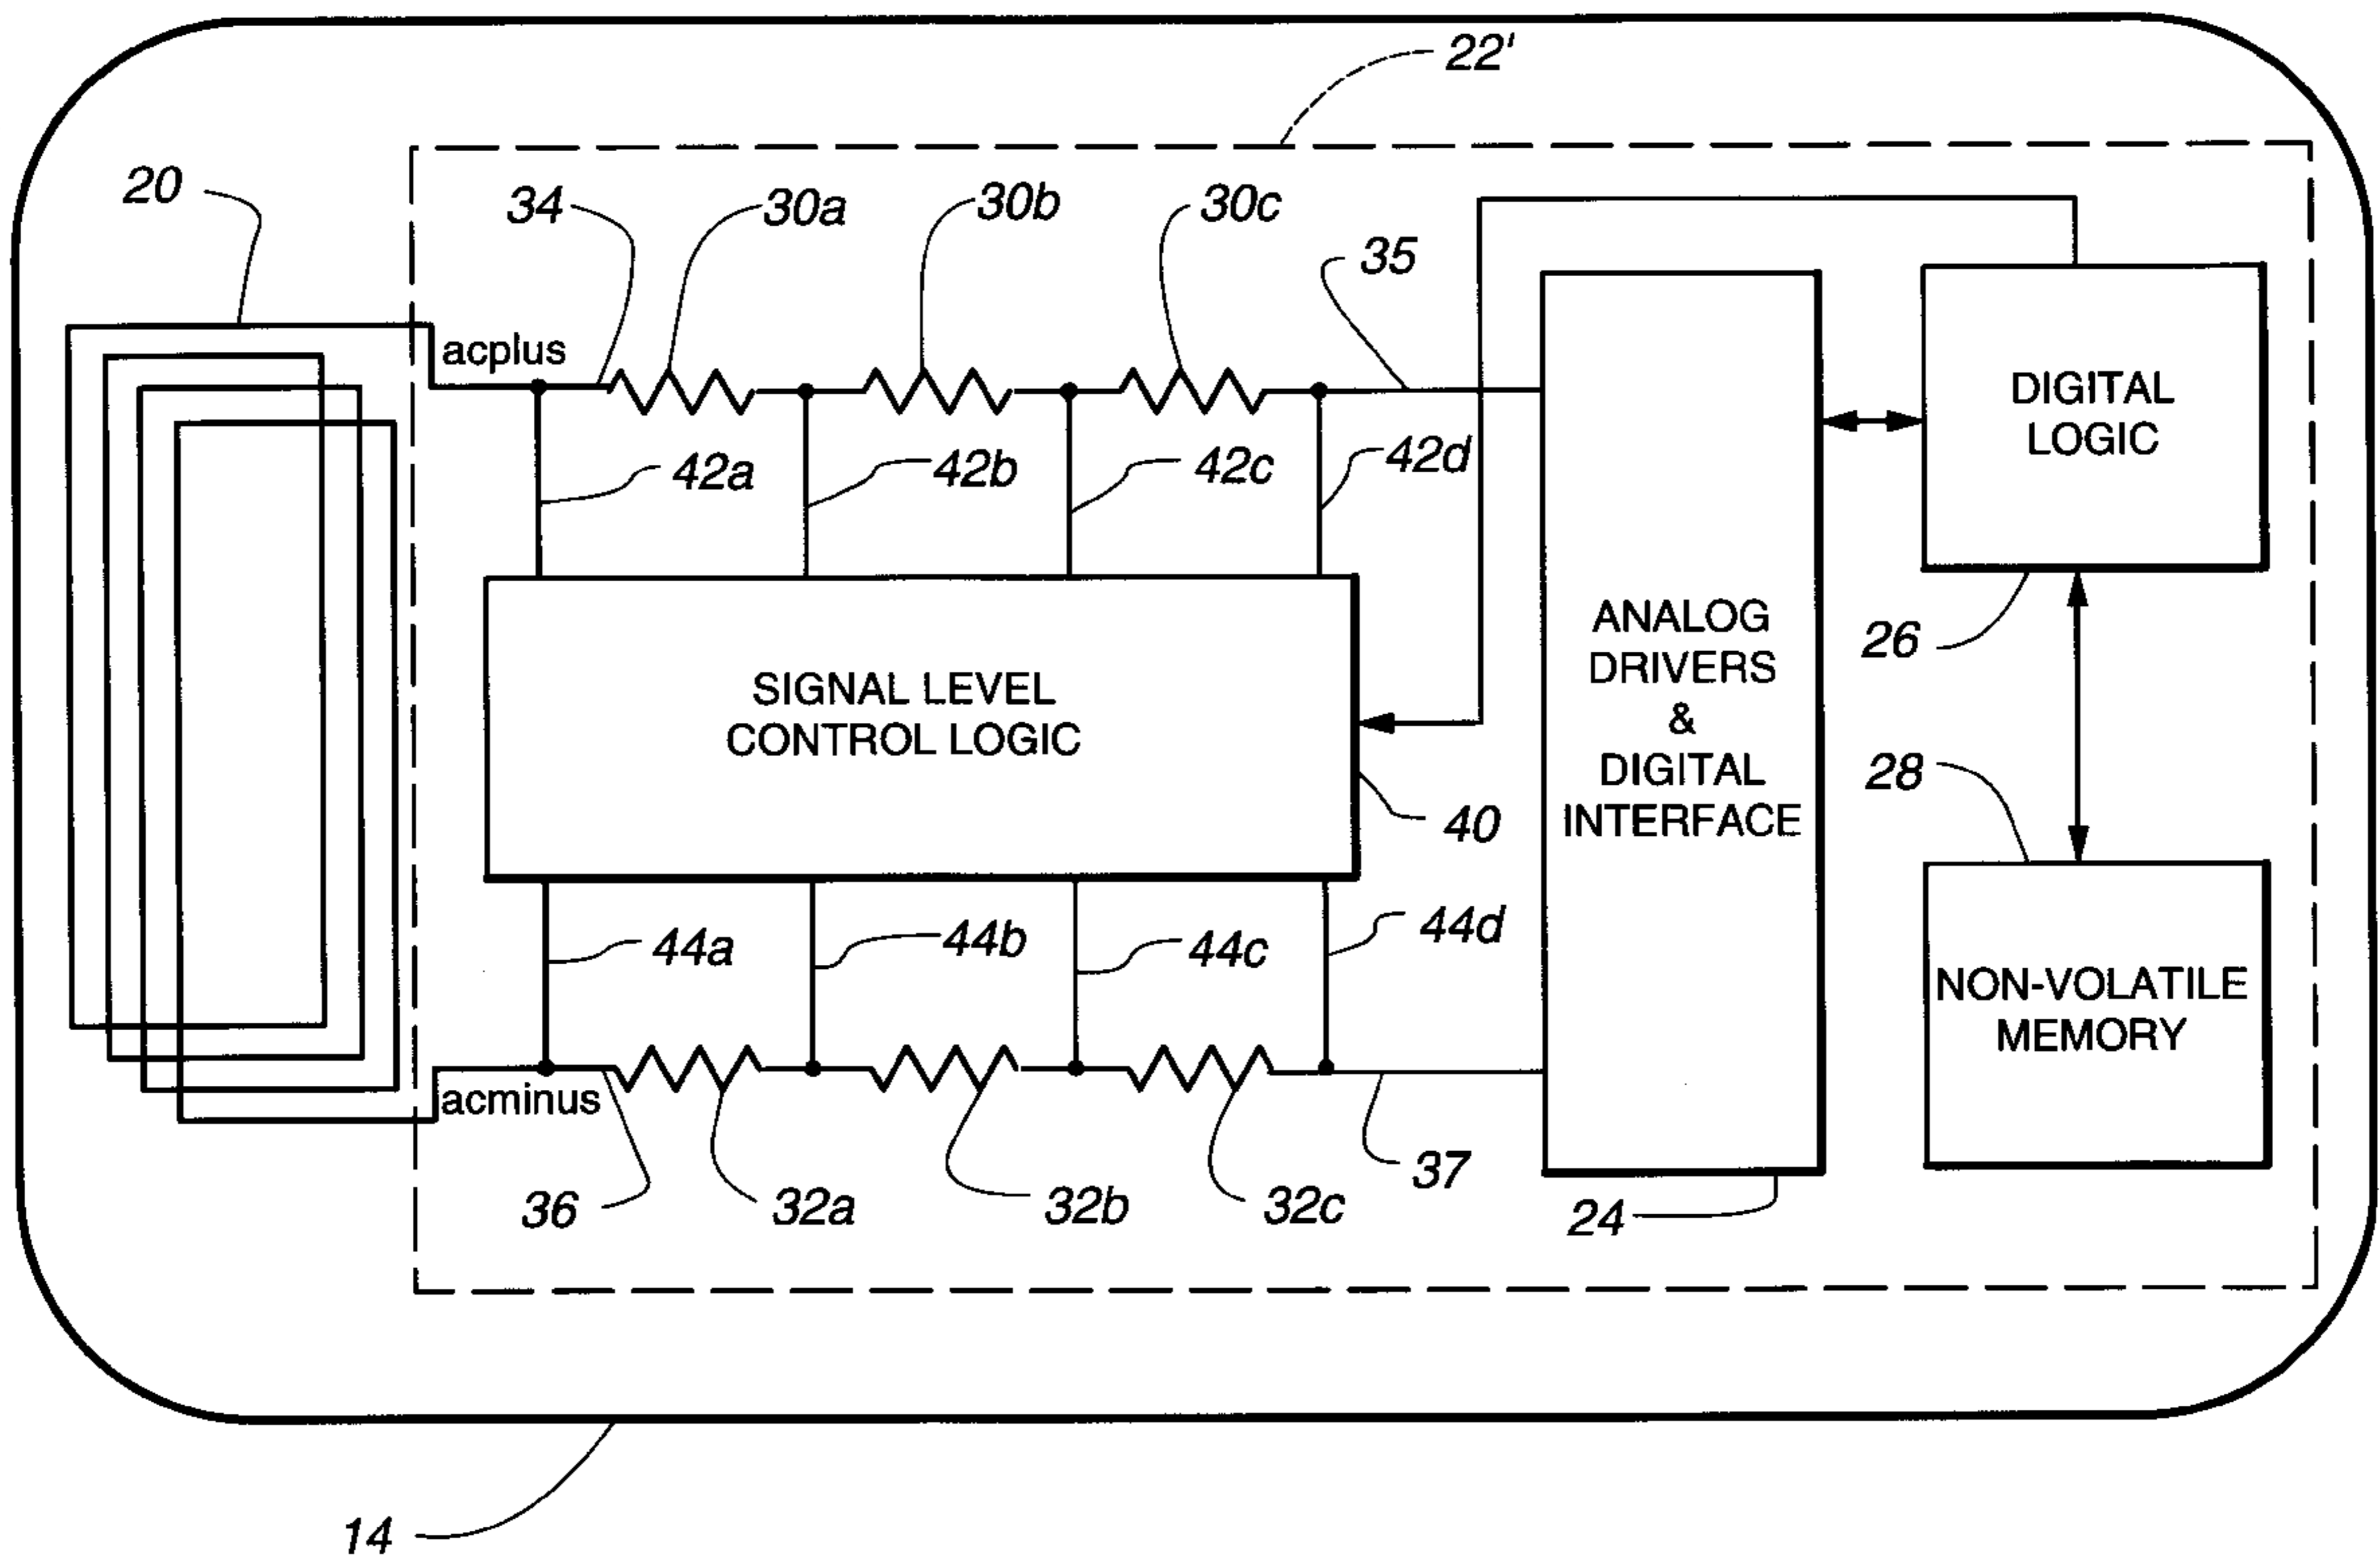 22'
20
34
30a
30b
30c
35
acplus
42a
42b
42c
42d
DIGITAL
LOGIC
SIGNAL LEVEL
CONTROL LOGIC
ANALOG
DRIVERS
&
DIGITAL
INTERFACE
26
28
40
44a
44b
44c
44d
NON-VOLATILE
MEMORY
acminus
36
32a
32b
32c
37
24
14